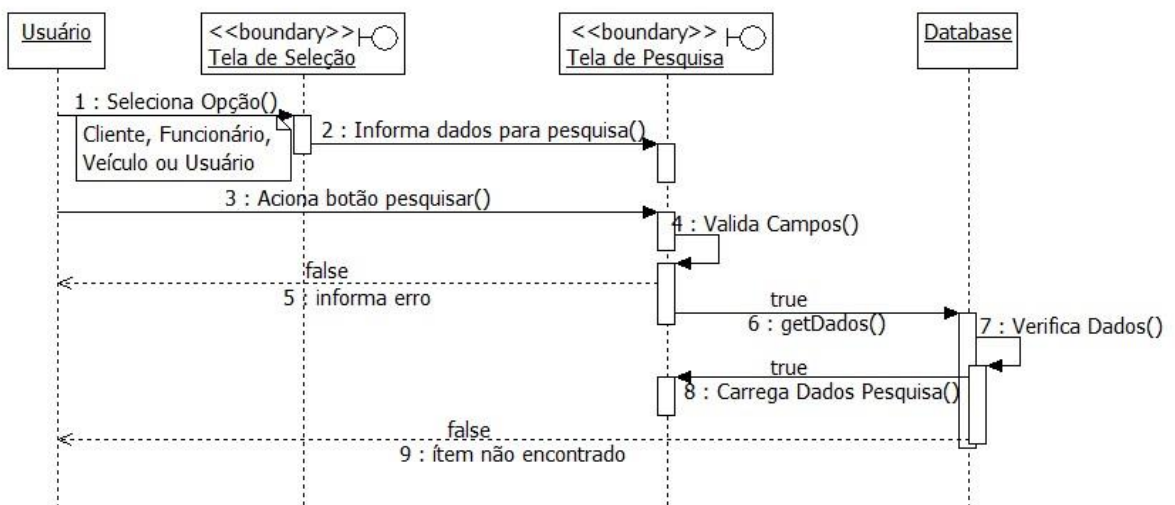 Usuário
<<boundary>>
Tela de Seleção
<<boundary>>
Tela de Pesquisa
Database
1 : Seleciona Opção()
Cliente, Funcionário,
Veículo ou Usuário
2 : Informa dados para pesquisa()
3 : Aciona botão pesquisar()
4 : Valida Campos()
false
5 : informa erro
true
6 : getDados()
7 : Verifica Dados()
true
8 : Carrega Dados Pesquisa()
false
9 : ítem não encontrado